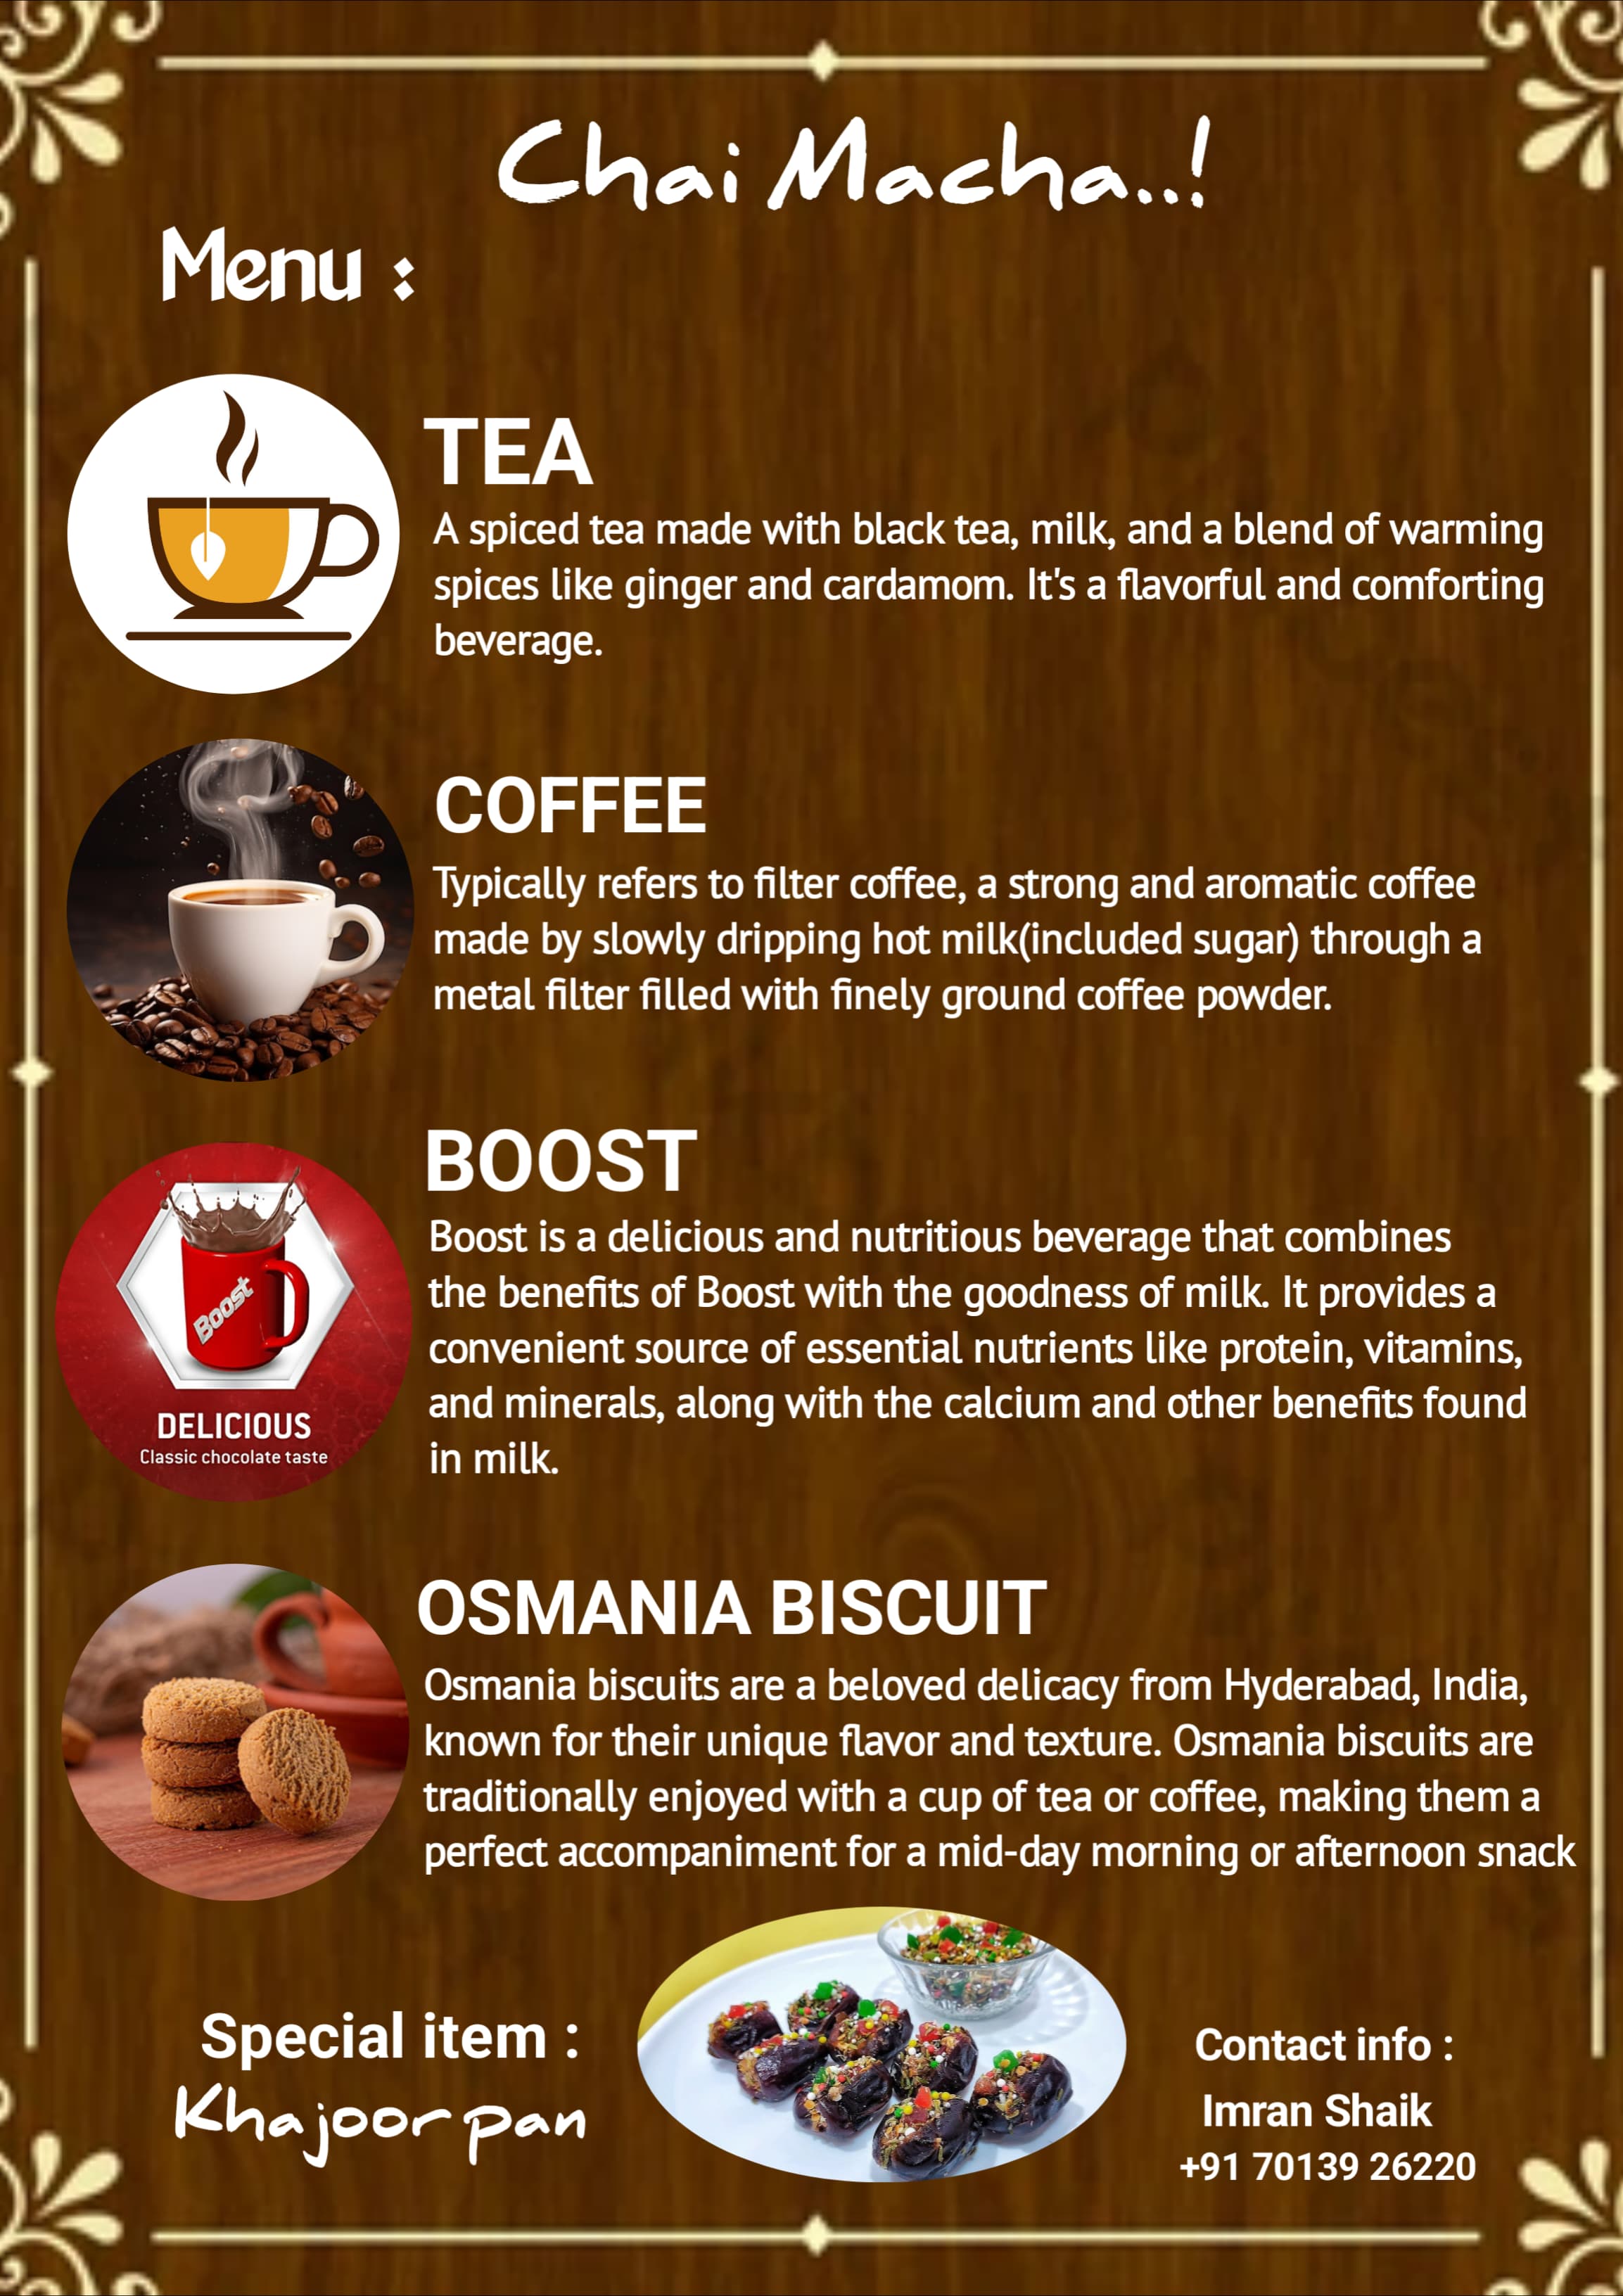 Chai Macha..!
Menu :
TEA
A spiced tea made with black tea, milk, and a blend of warming
spices like ginger and cardamom. It's a flavorful and comforting
beverage.
COFFEE
Typically refers to filter coffee, a strong and aromatic coffee
made by slowly dripping hot milk(included sugar) through a
metal filter filled with finely ground coffee powder.
BOOST
Boost is a delicious and nutritious beverage that combines
the benefits of Boost with the goodness of milk. It provides a
convenient source of essential nutrients like protein, vitamins,
and minerals, along with the calcium and other benefits found
in milk.
Boost
DELICIOUS
Classic chocolate taste
OSMANIA BISCUIT
Osmania biscuits are a beloved delicacy from Hyderabad, India,
known for their unique flavor and texture. Osmania biscuits are
traditionally enjoyed with a cup of tea or coffee, making them a
perfect accompaniment for a mid-day morning or afternoon snack
Special item :
Khajoor pan
Contact info :
Imran Shaik
+91 70139 26220